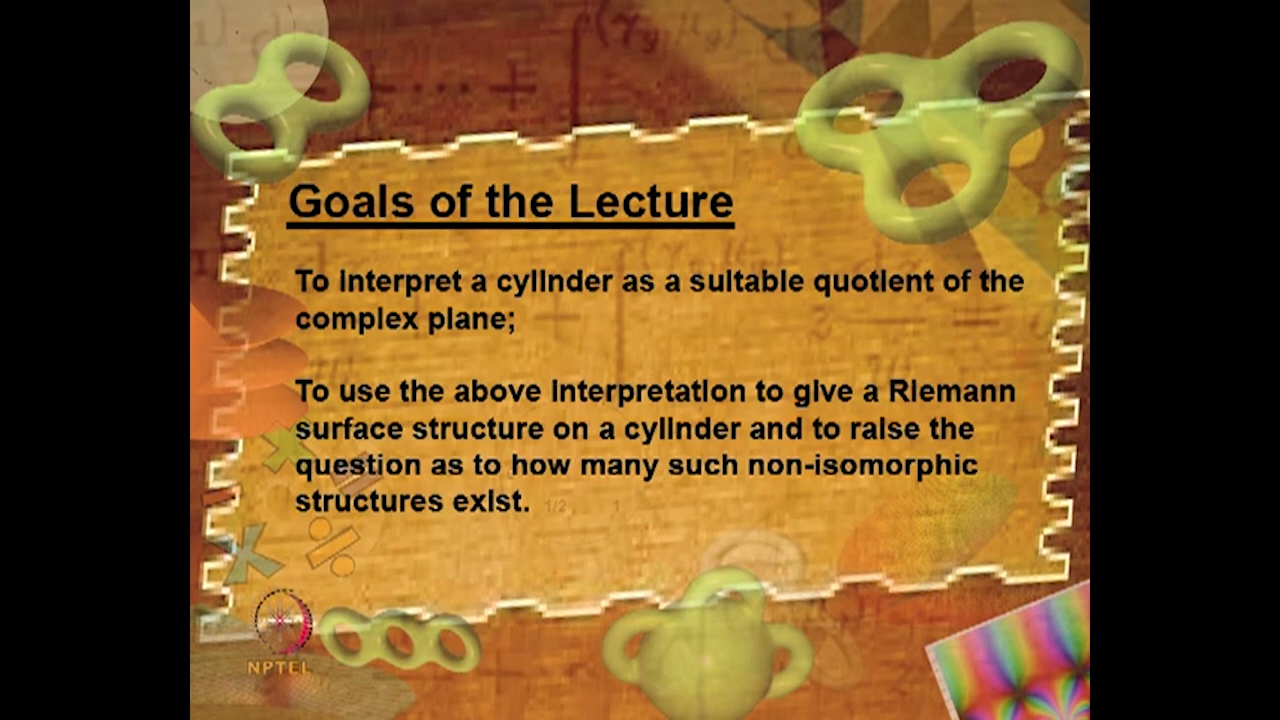 Goals of the Lecture
To interpret a cylinder as a suitable quotient of the
complex plane;
To use the above interpretation to give a Riemann
surface structure on a cylinder and to raise the
question as to how many such non-isomorphic
structures exist.
NPTEL